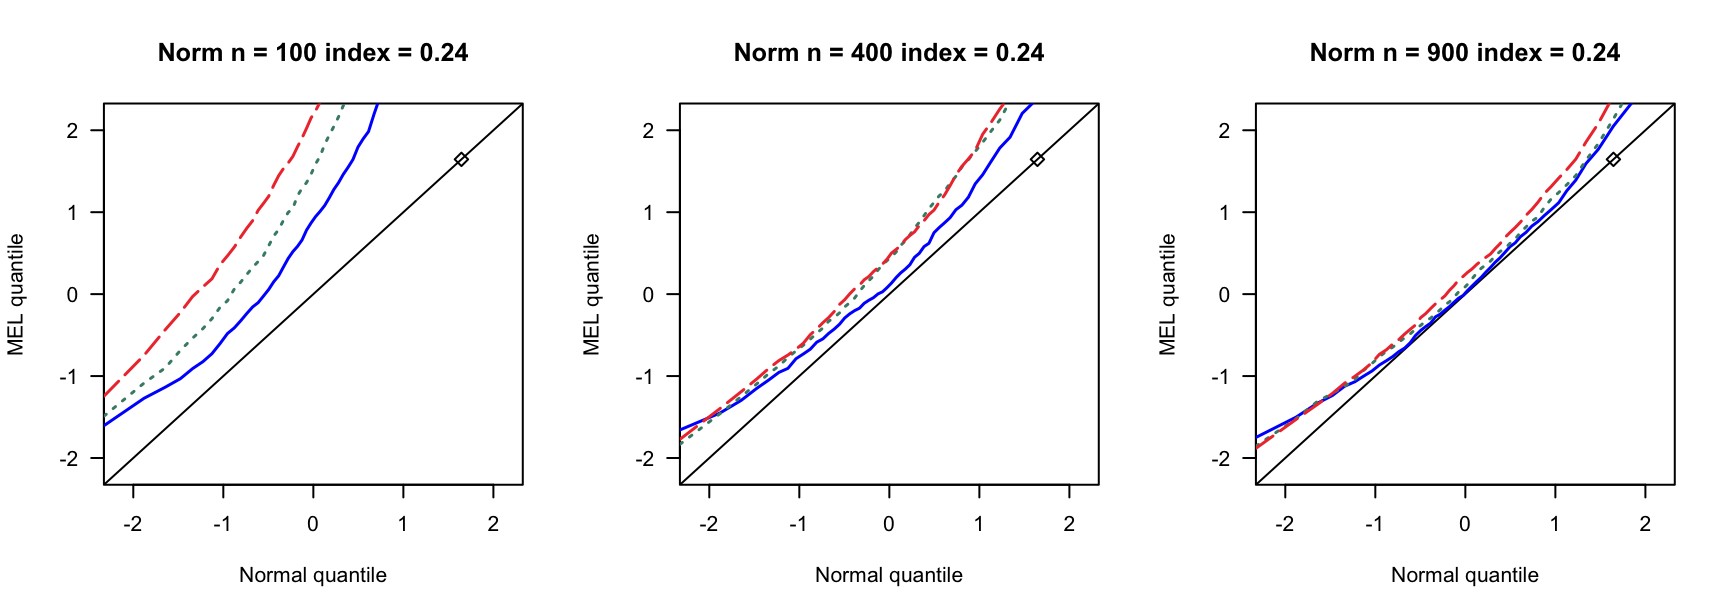 Norm n = 100 index = 0.24
MEL quantile
2
1
0
-1
-2
-2 -1 0 1 2
Normal quantile
Norm n = 400 index = 0.24
MEL quantile
2
1
0
-1
-2
-2 -1 0 1 2
Normal quantile
Norm n = 900 index = 0.24
MEL quantile
2
1
0
-1
-2
-2 -1 0 1 2
Normal quantile